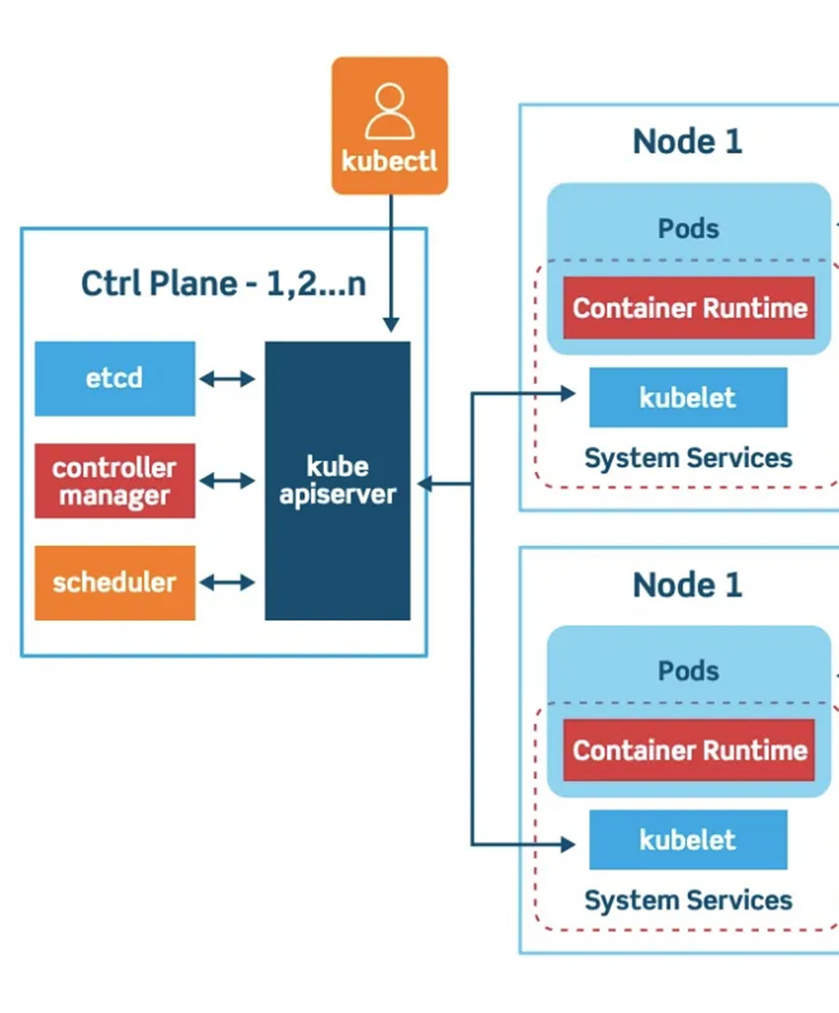 kubectl
Ctrl Plane - 1,2...n
etcd
controller
manager
scheduler
kube
apiserver
Node 1
Pods
Container Runtime
kubelet
System Services
Node 1
Pods
Container Runtime
kubelet
System Services